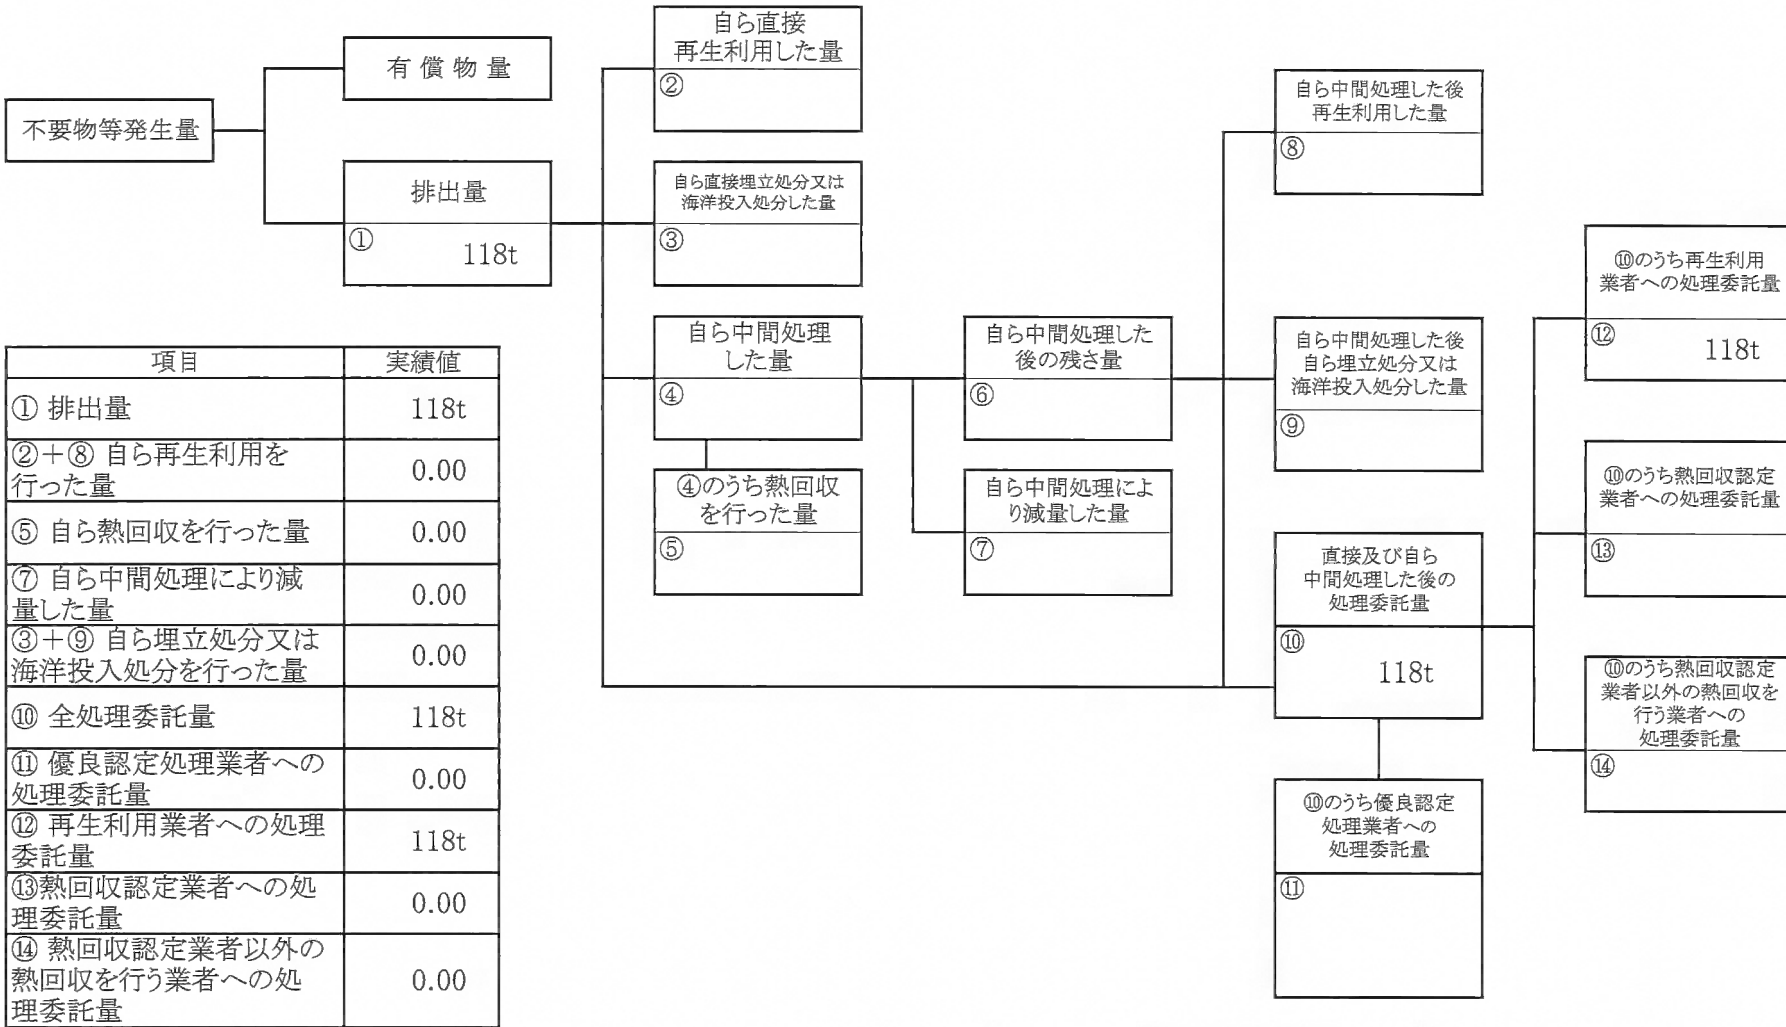 不要物等発生量
有 償 物 量
排出量
①
118t
自ら直接
再生利用した量
②
自ら直接埋立処分又は
海洋投入処分した量
③
自ら中間処理
した量
④
④のうち熱回収
を行った量
⑤
自ら中間処理した
後の残さ量
⑥
自ら中間処理によ
り減量した量
⑦
自ら中間処理した後
再生利用した量
⑧
自ら中間処理した後
自ら埋立処分又は
海洋投入処分した量
⑨
直接及び自ら
中間処理した後の
処理委託量
⑩
118t
⑩のうち優良認定
処理業者への
処理委託量
⑪
⑩のうち再生利用
業者への処理委託量
⑫
118t
⑩のうち熱回収認定
業者への処理委託量
⑬
⑩のうち熱回収認定
業者以外の熱回収を
行う業者への
処理委託量
⑭
項目 実績値
① 排出量 118t
②＋⑧ 自ら再生利用を
行った量 0.00
⑤ 自ら熱回収を行った量 0.00
⑦ 自ら中間処理により減
量した量 0.00
③＋⑨ 自ら埋立処分又は
海洋投入処分を行った量 0.00
⑩ 全処理委託量 118t
⑪ 優良認定処理業者への
処理委託量 0.00
⑫ 再生利用業者への処理
委託量 118t
⑬熱回収認定業者への処
理委託量 0.00
⑭ 熱回収認定業者以外の
熱回収を行う業者への処
理委託量 0.00